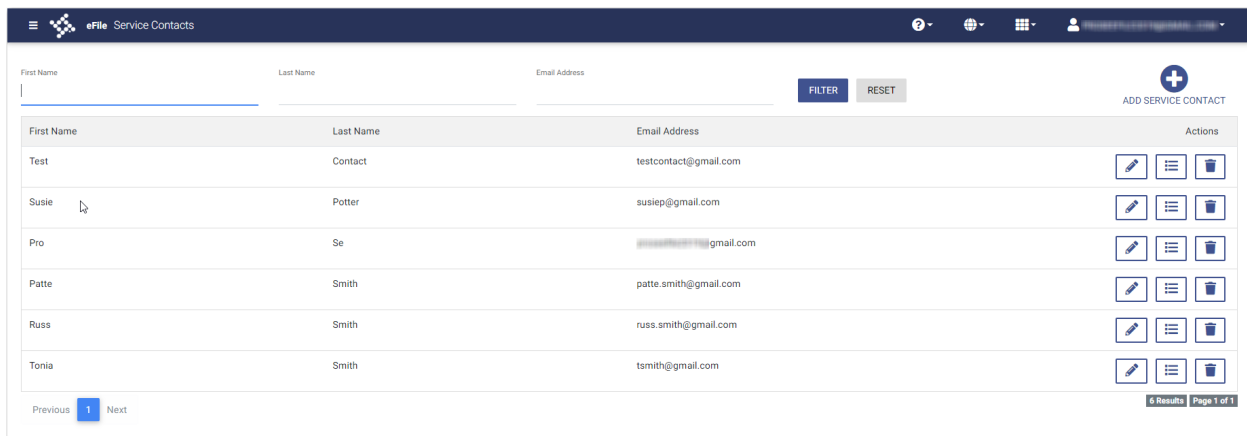 eFile Service Contacts
First Name Last Name Email Address
FILTER RESET
ADD SERVICE CONTACT
First Name Last Name Email Address Actions
Test Contact testcontact@gmail.com
Susie Potter susiep@gmail.com
Pro Se gmail.com
Patte Smith patte.smith@gmail.com
Russ Smith russ.smith@gmail.com
Tonia Smith tsmith@gmail.com
Previous 1 Next
6 Results Page 1 of 1